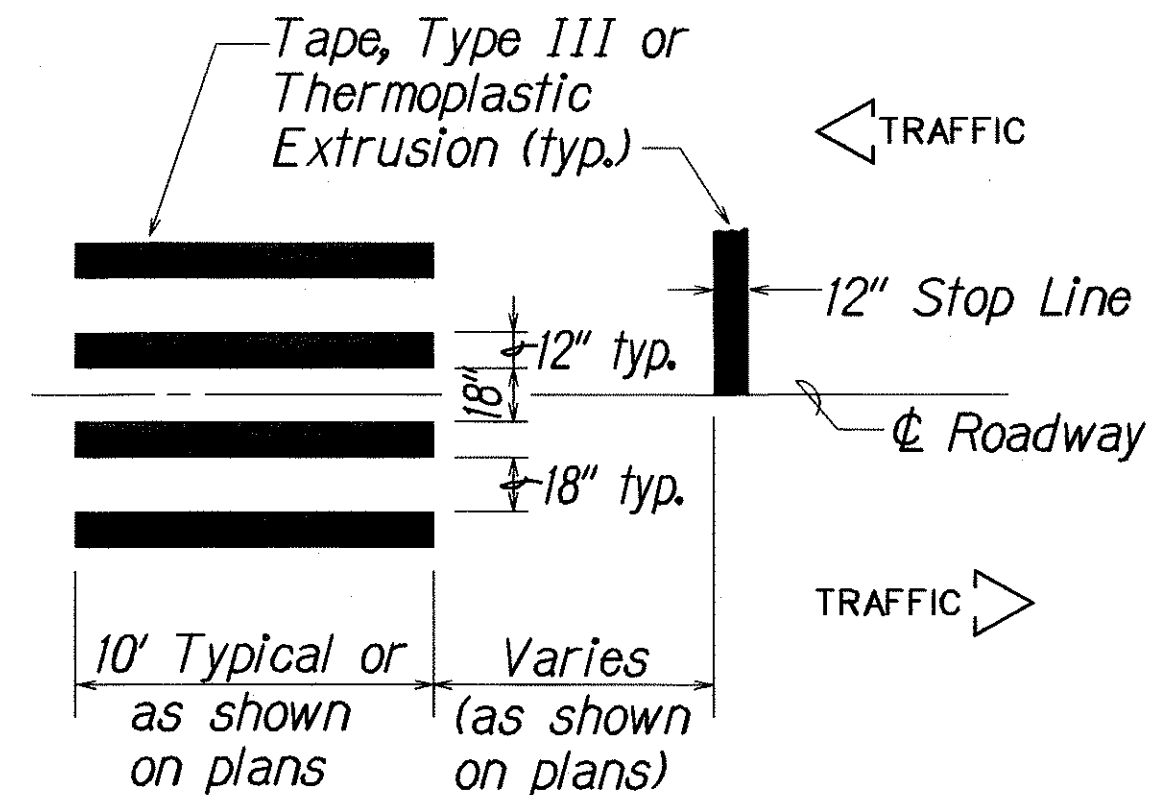 Tape, Type III or
Thermoplastic
Extrusion (typ.)
TRAFFIC
12" Stop Line
12" typ.
18"
℄ Roadway
18" typ.
TRAFFIC
10' Typical or
as shown
on plans
Varies
(as shown
on plans)